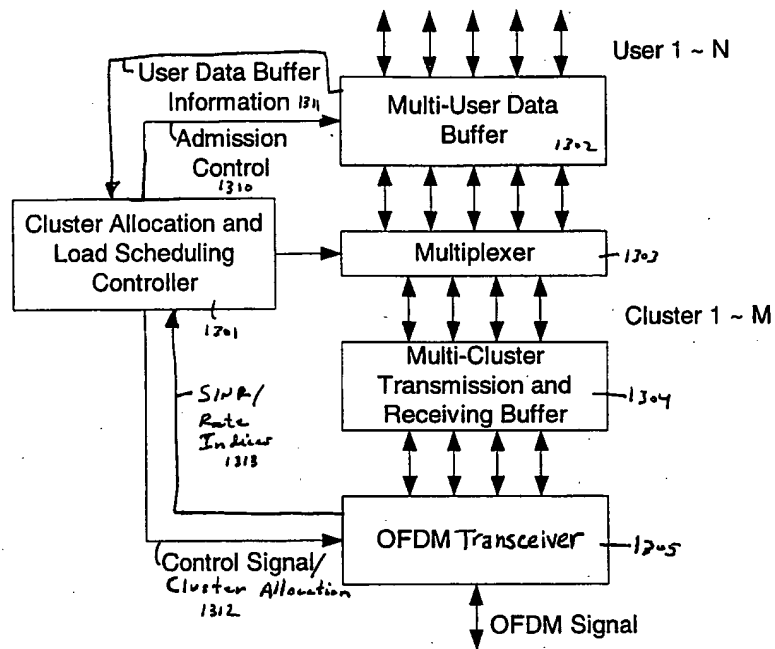 User 1 ~ N
User Data Buffer
Information 1311
Multi-User Data
Buffer
1302
Admission
Control
1310
Cluster Allocation and
Load Scheduling
Controller
1301
Multiplexer
1303
Cluster 1 ~ M
Multi-Cluster
Transmission and
Receiving Buffer
1304
SINR/
Rate
Indices
1313
OFDM Transceiver
1305
Control Signal/
Cluster Allocation
1312
OFDM Signal